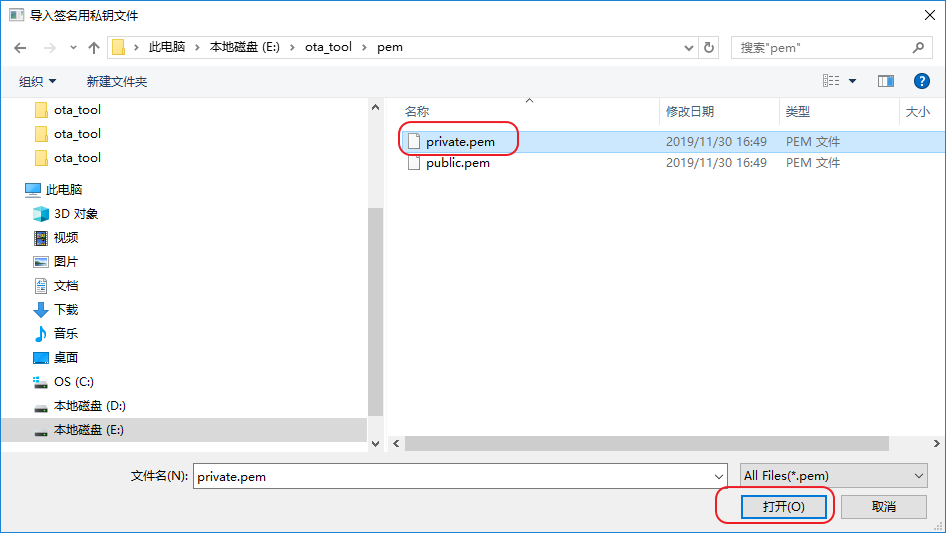 导入签名用私钥文件
此电脑 › 本地磁盘 (E:) › ota_tool › pem
搜索"pem"
组织 新建文件夹
名称 修改日期 类型 大小
ota_tool
ota_tool
ota_tool
此电脑
3D 对象
视频
图片
文档
下载
音乐
桌面
OS (C:)
本地磁盘 (D:)
本地磁盘 (E:)
private.pem 2019/11/30 16:49 PEM 文件
public.pem 2019/11/30 16:49 PEM 文件
文件名(N): private.pem All Files(*.pem)
打开(O) 取消